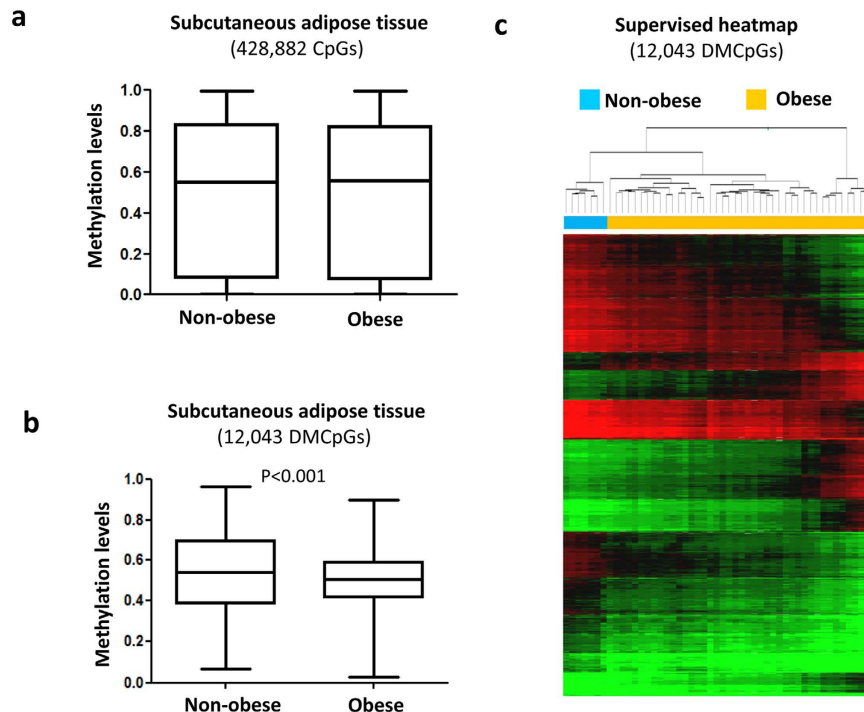 a
Subcutaneous adipose tissue
(428,882 CpGs)
Methylation levels
1.0
0.8
0.6
0.4
0.2
0.0
Non-obese Obese
b
Subcutaneous adipose tissue
(12,043 DMCpGs)
P<0.001
Methylation levels
1.0
0.8
0.6
0.4
0.2
0.0
Non-obese Obese
c
Supervised heatmap
(12,043 DMCpGs)
Non-obese Obese